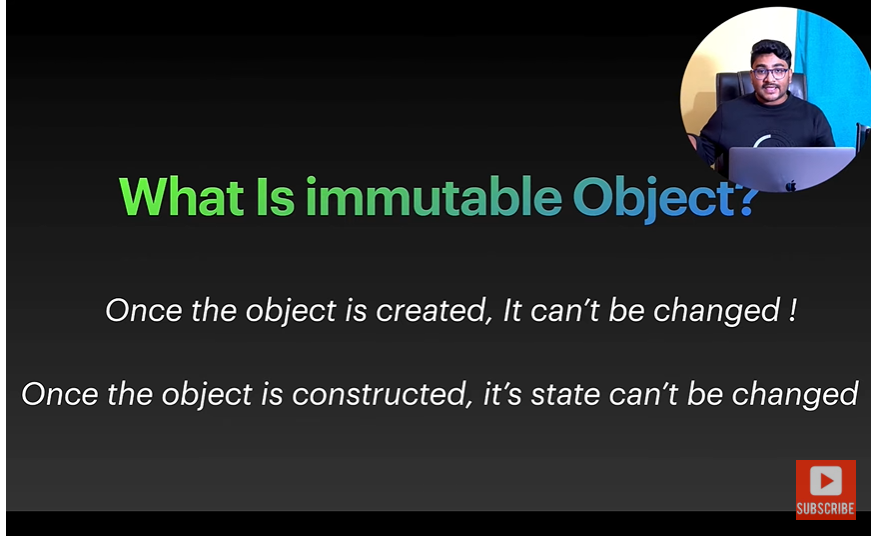 What Is immutable Object?
Once the object is created, It can't be changed !
Once the object is constructed, it's state can't be changed
SUBSCRIBE